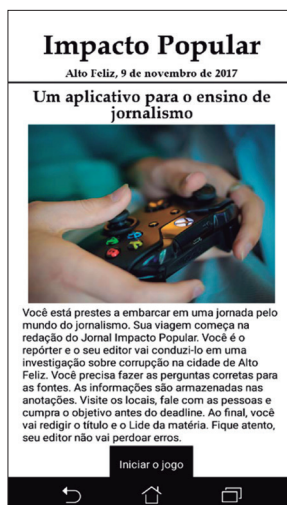 Impacto Popular
Alto Feliz, 9 de novembro de 2017
Um aplicativo para o ensino de
jornalismo
Você está prestes a embarcar em uma jornada pelo
mundo do jornalismo. Sua viagem começa na
redação do Jornal Impacto Popular. Você é o
repórter e o seu editor vai conduzi-lo em uma
investigação sobre corrupção na cidade de Alto
Feliz. Você precisa fazer as perguntas corretas para
as fontes. As informações são armazenadas nas
anotações. Visite os locais, fale com as pessoas e
cumpra o objetivo antes do deadline. Ao final, você
vai redigir o título e o Lide da matéria. Fique atento,
seu editor não vai perdoar erros.
Iniciar o jogo